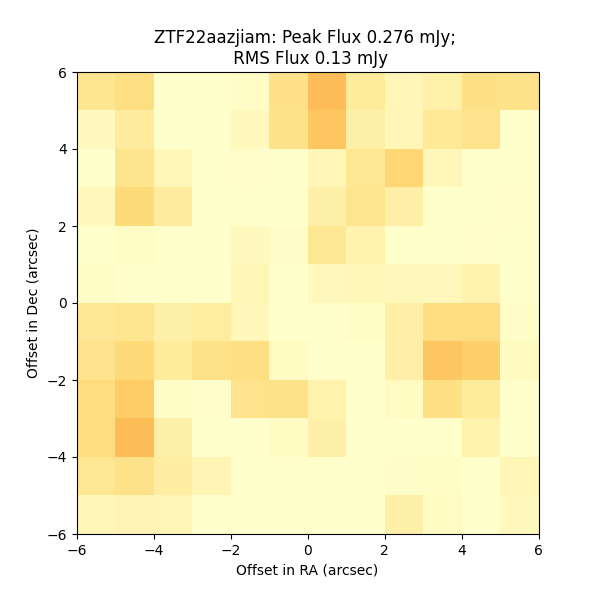 ZTF22aazjiam: Peak Flux 0.276 mJy;
RMS Flux 0.13 mJy
6
4
2
0
−2
−4
−6
Offset in Dec (arcsec)
−6 −4 −2 0 2 4 6
Offset in RA (arcsec)